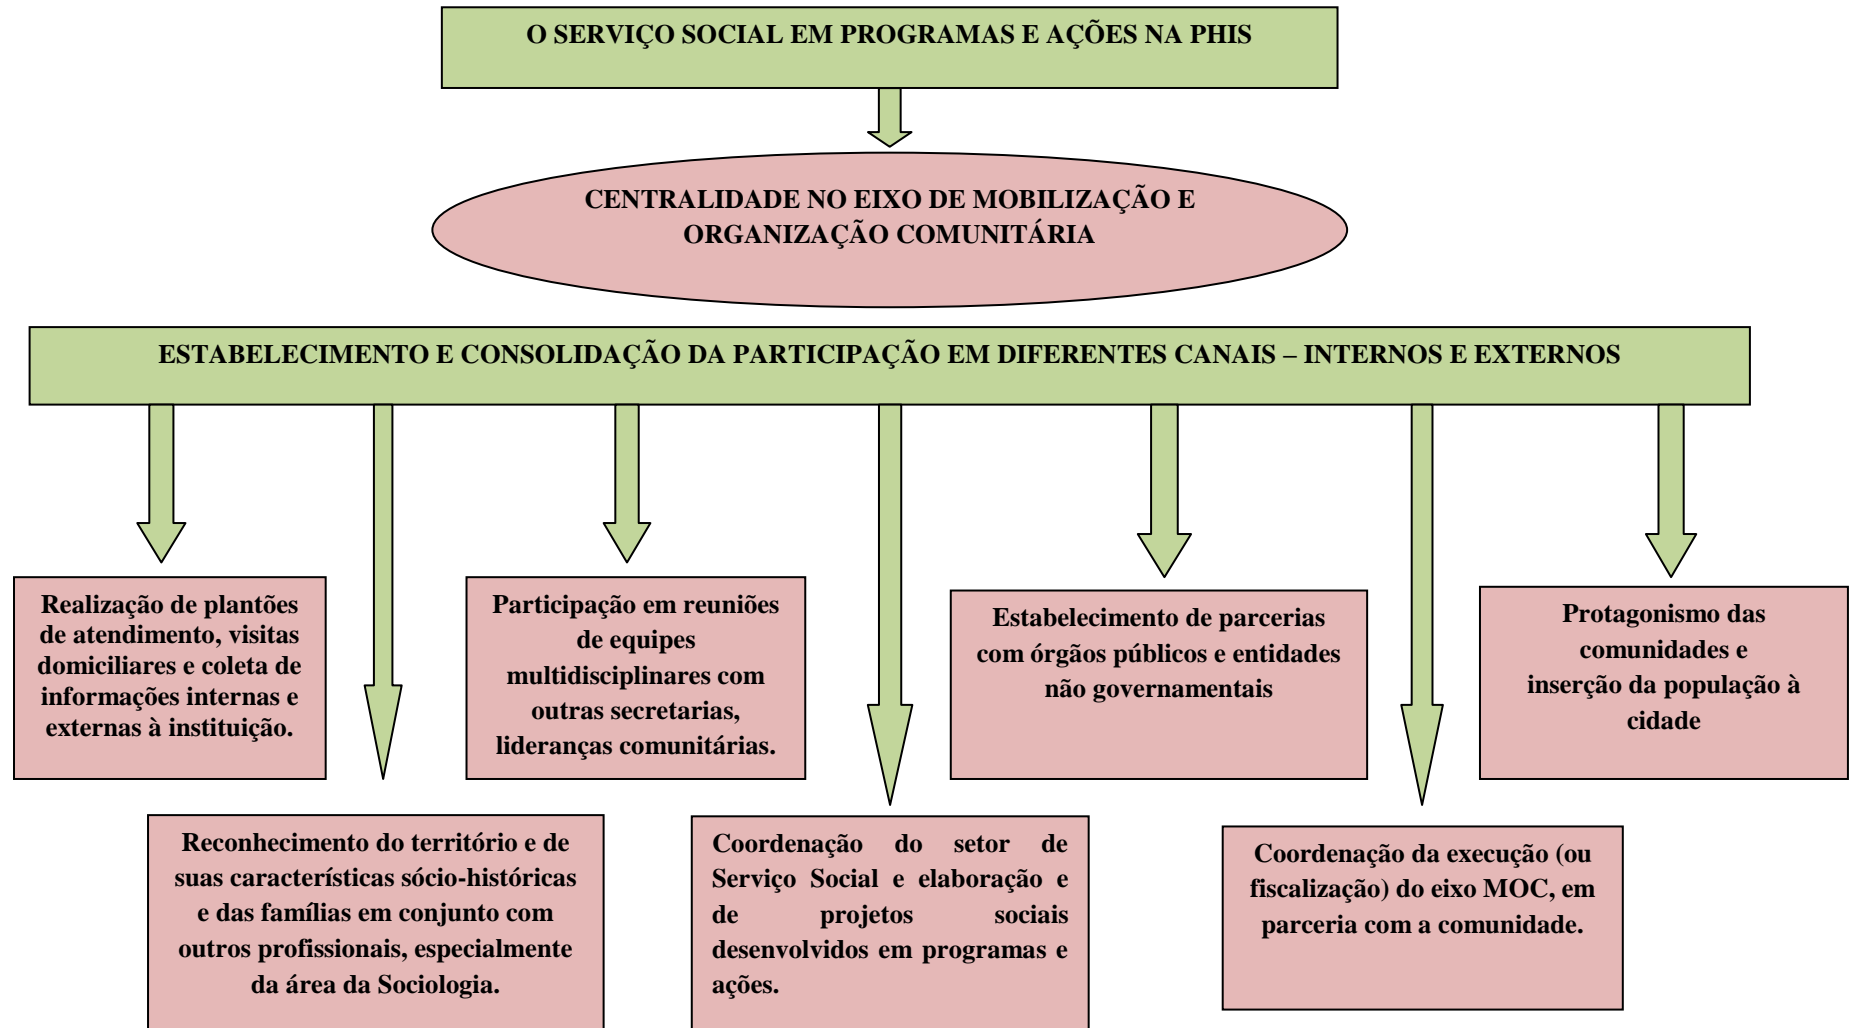 O SERVIÇO SOCIAL EM PROGRAMAS E AÇÕES NA PHIS
CENTRALIDADE NO EIXO DE MOBILIZAÇÃO E
ORGANIZAÇÃO COMUNITÁRIA
ESTABELECIMENTO E CONSOLIDAÇÃO DA PARTICIPAÇÃO EM DIFERENTES CANAIS – INTERNOS E EXTERNOS
Realização de plantões
de atendimento, visitas
domiciliares e coleta de
informações internas e
externas à instituição.
Participação em reuniões
de equipes
multidisciplinares com
outras secretarias,
lideranças comunitárias.
Estabelecimento de parcerias
com órgãos públicos e entidades
não governamentais
Protagonismo das
comunidades e
inserção da população à
cidade
Reconhecimento do território e de
suas características sócio-históricas
e das famílias em conjunto com
outros profissionais, especialmente
da área da Sociologia.
Coordenação do setor de
Serviço Social e elaboração e
de projetos sociais
desenvolvidos em programas e
ações.
Coordenação da execução (ou
fiscalização) do eixo MOC, em
parceria com a comunidade.